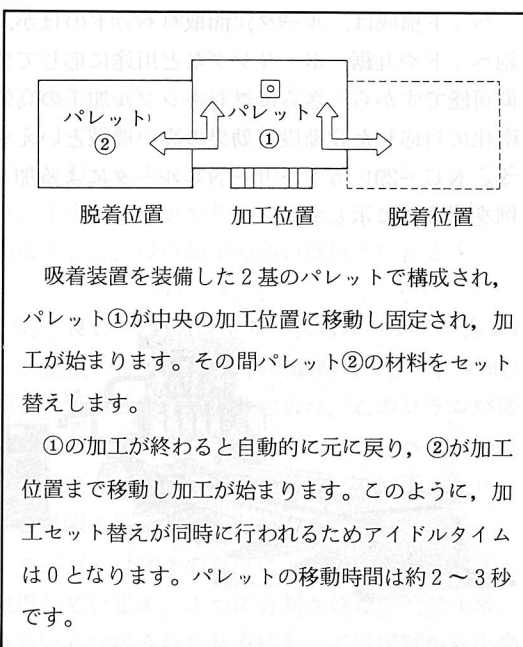 パレット
②
パレット
①
脱着位置 加工位置 脱着位置
吸着装置を装備した2基のパレットで構成され,
パレット①が中央の加工位置に移動し固定され,加
工が始まります。その間パレット②の材料をセット
替えします。
①の加工が終わると自動的に元に戻り,②が加工
位置まで移動し加工が始まります。このように,加
工セット替えが同時に行われるためアイドルタイム
は0となります。パレットの移動時間は約2～3秒
です。